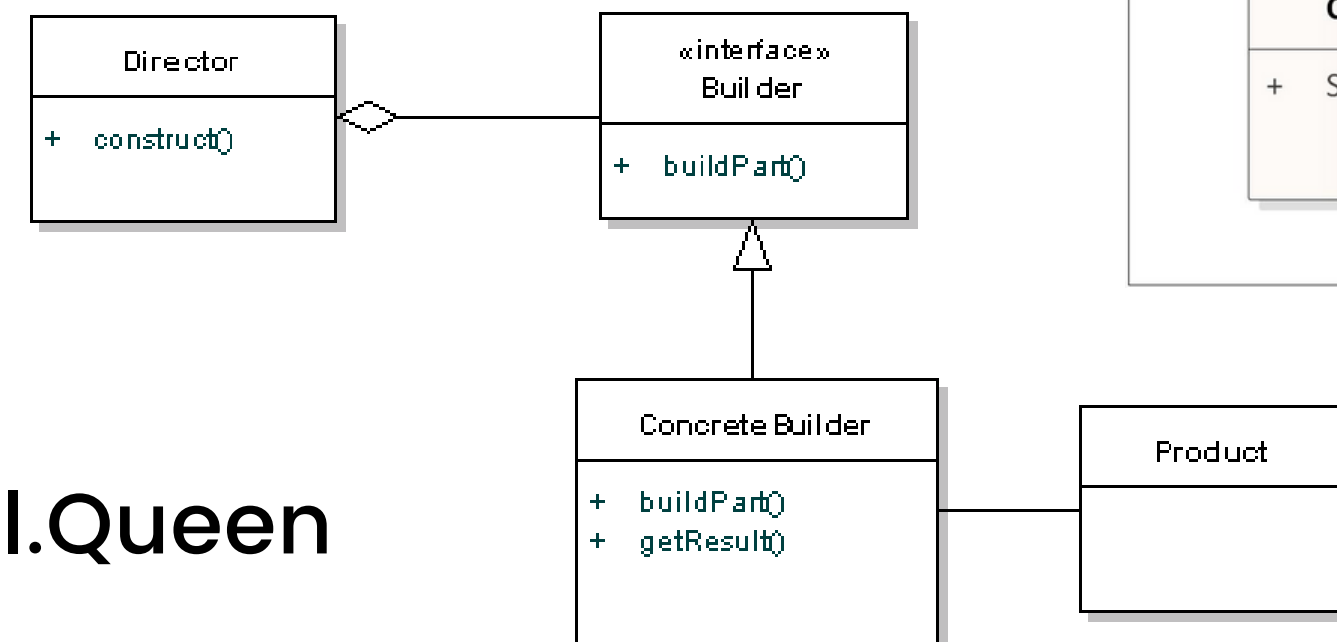 Director
+ construct()
«interface»
Builder
+ buildPart()
+
Concrete Builder
+ buildPart()
+ getResult()
Product
l.Queen